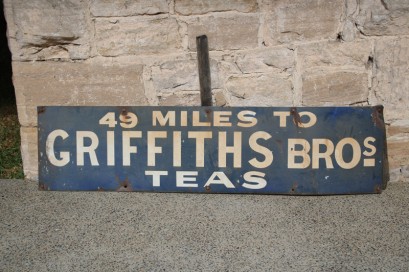 49 MILES TO
GRIFFITHS BROS
TEAS